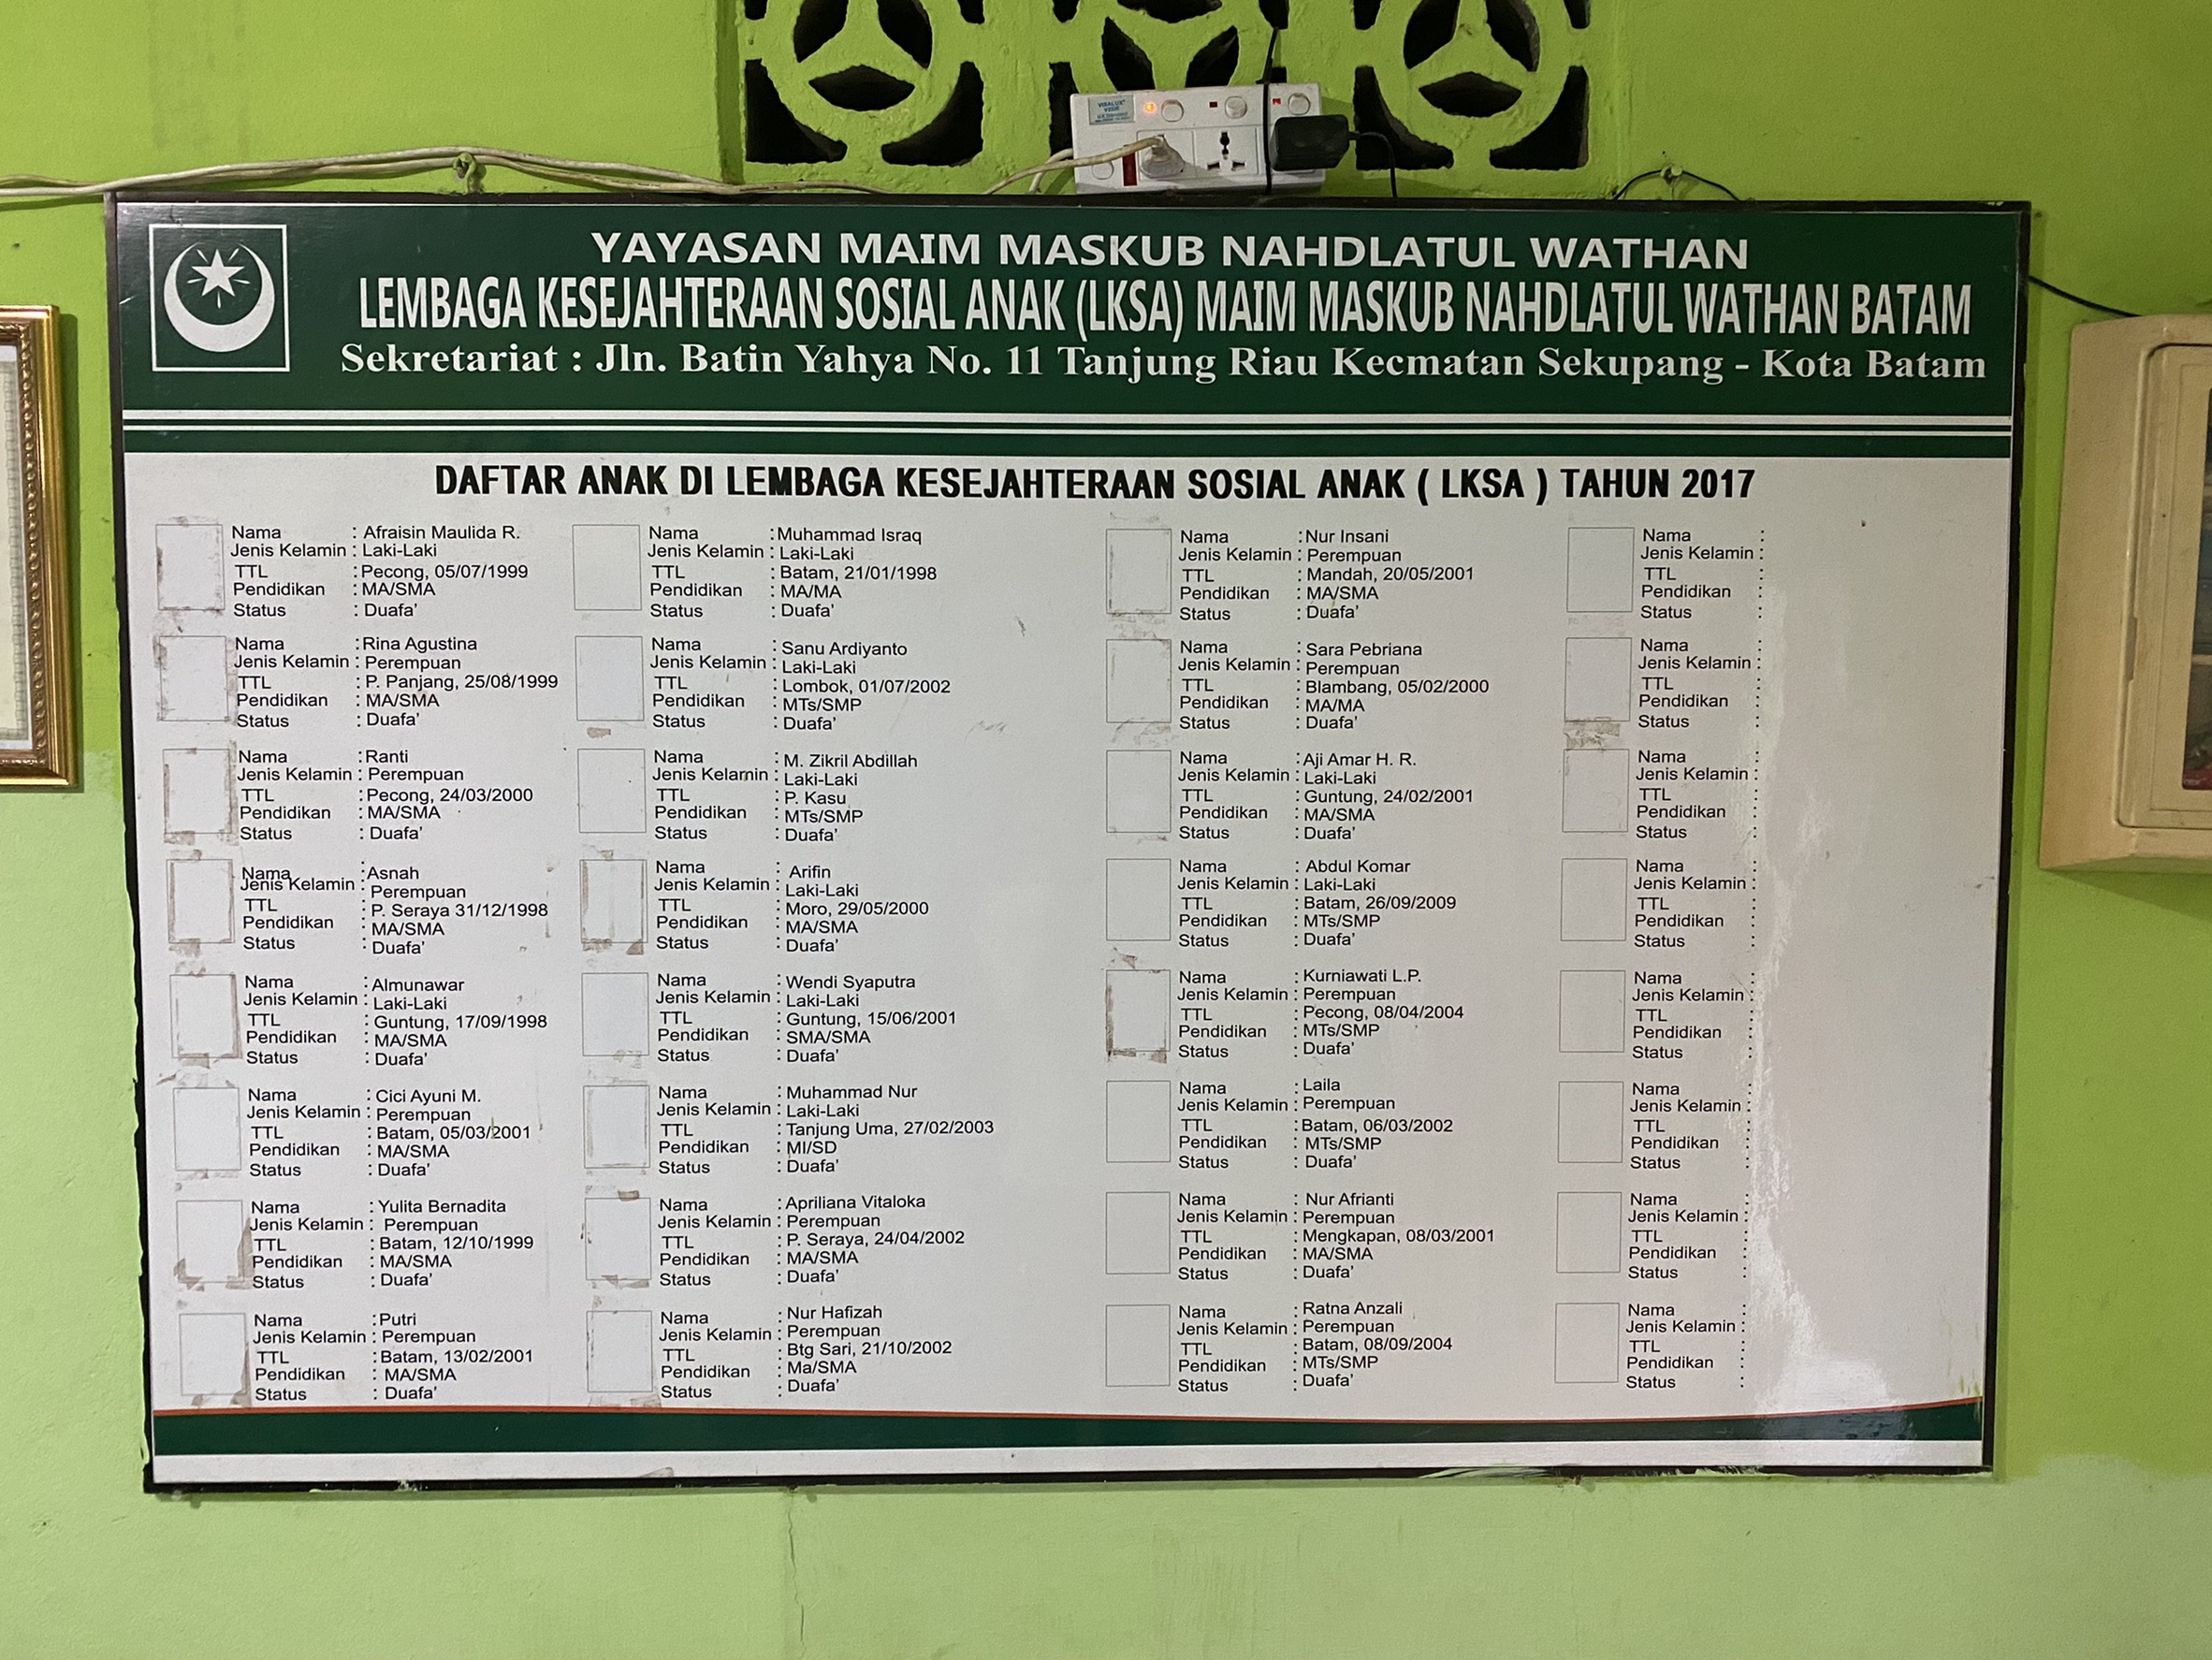 YAYASAN MAIM MASKUB NAHDLATUL WATHAN
LEMBAGA KESEJAHTERAAN SOSIAL ANAK (LKSA) MAIM MASKUB NAHDLATUL WATHAN BATAM
Sekretariat : Jln. Batin Yahya No. 11 Tanjung Riau Kecmatan Sekupang - Kota Batam
DAFTAR ANAK DI LEMBAGA KESEJAHTERAAN SOSIAL ANAK ( LKSA ) TAHUN 2017
Nama : Afraisin Maulida R.
Jenis Kelamin : Laki-Laki
TTL : Pecong, 05/07/1999
Pendidikan : MA/SMA
Status : Duafa'
Nama : Rina Agustina
Jenis Kelamin : Perempuan
TTL : P. Panjang, 25/08/1999
Pendidikan : MA/SMA
Status : Duafa'
Nama : Ranti
Jenis Kelamin : Perempuan
TTL : Pecong, 24/03/2000
Pendidikan : MA/SMA
Status : Duafa'
Nama : Asnah
Jenis Kelamin : Perempuan
TTL : P. Seraya 31/12/1998
Pendidikan : MA/SMA
Status : Duafa'
Nama : Almunawar
Jenis Kelamin : Laki-Laki
TTL : Guntung, 17/09/1998
Pendidikan : MA/SMA
Status : Duafa'
Nama : Cici Ayuni M.
Jenis Kelamin : Perempuan
TTL : Batam, 05/03/2001
Pendidikan : MA/SMA
Status : Duafa'
Nama : Yulita Bernadita
Jenis Kelamin : Perempuan
TTL : Batam, 12/10/1999
Pendidikan : MA/SMA
Status : Duafa'
Nama : Putri
Jenis Kelamin : Perempuan
TTL : Batam, 13/02/2001
Pendidikan : MA/SMA
Status : Duafa'
Nama : Muhammad Israq
Jenis Kelamin : Laki-Laki
TTL : Batam, 21/01/1998
Pendidikan : MA/MA
Status : Duafa'
Nama : Sanu Ardiyanto
Jenis Kelamin : Laki-Laki
TTL : Lombok, 01/07/2002
Pendidikan : MTs/SMP
Status : Duafa'
Nama : M. Zikril Abdillah
Jenis Kelamin : Laki-Laki
TTL : P. Kasu
Pendidikan : MTs/SMP
Status : Duafa'
Nama : Arifin
Jenis Kelamin : Laki-Laki
TTL : Moro, 29/05/2000
Pendidikan : MA/SMA
Status : Duafa'
Nama : Wendi Syaputra
Jenis Kelamin : Laki-Laki
TTL : Guntung, 15/06/2001
Pendidikan : SMA/SMA
Status : Duafa'
Nama : Muhammad Nur
Jenis Kelamin : Laki-Laki
TTL : Tanjung Uma, 27/02/2003
Pendidikan : MI/SD
Status : Duafa'
Nama : Apriliana Vitaloka
Jenis Kelamin : Perempuan
TTL : P. Seraya, 24/04/2002
Pendidikan : MA/SMA
Status : Duafa'
Nama : Nur Hafizah
Jenis Kelamin : Perempuan
TTL : Btg Sari, 21/10/2002
Pendidikan : Ma/SMA
Status : Duafa'
Nama : Nur Insani
Jenis Kelamin : Perempuan
TTL : Mandah, 20/05/2001
Pendidikan : MA/SMA
Status : Duafa'
Nama : Sara Pebriana
Jenis Kelamin : Perempuan
TTL : Blambang, 05/02/2000
Pendidikan : MA/MA
Status : Duafa'
Nama : Aji Amar H. R.
Jenis Kelamin : Laki-Laki
TTL : Guntung, 24/02/2001
Pendidikan : MA/SMA
Status : Duafa'
Nama : Abdul Komar
Jenis Kelamin : Laki-Laki
TTL : Batam, 26/09/2009
Pendidikan : MTs/SMP
Status : Duafa'
Nama : Kurniawati L.P.
Jenis Kelamin : Perempuan
TTL : Pecong, 08/04/2004
Pendidikan : MTs/SMP
Status : Duafa'
Nama : Laila
Jenis Kelamin : Perempuan
TTL : Batam, 06/03/2002
Pendidikan : MTs/SMP
Status : Duafa'
Nama : Nur Afrianti
Jenis Kelamin : Perempuan
TTL : Mengkapan, 08/03/2001
Pendidikan : MA/SMA
Status : Duafa'
Nama : Ratna Anzali
Jenis Kelamin : Perempuan
TTL : Batam, 08/09/2004
Pendidikan : MTs/SMP
Status : Duafa'
Nama :
Jenis Kelamin :
TTL :
Pendidikan :
Status :
Nama :
Jenis Kelamin :
TTL :
Pendidikan :
Status :
Nama :
Jenis Kelamin :
TTL :
Pendidikan :
Status :
Nama :
Jenis Kelamin :
TTL :
Pendidikan :
Status :
Nama :
Jenis Kelamin :
TTL :
Pendidikan :
Status :
Nama :
Jenis Kelamin :
TTL :
Pendidikan :
Status :
Nama :
Jenis Kelamin :
TTL :
Pendidikan :
Status :
Nama :
Jenis Kelamin :
TTL :
Pendidikan :
Status :